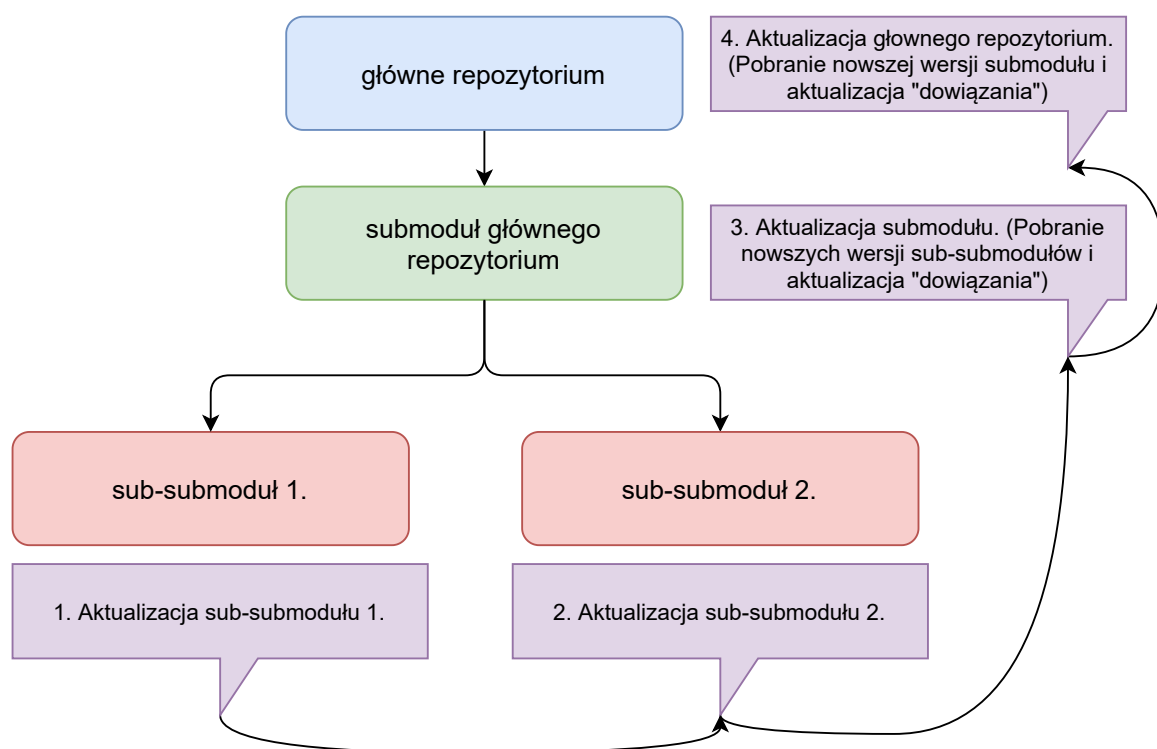 główne repozytorium
4. Aktualizacja głownego repozytorium.
(Pobranie nowszej wersji submodułu i
aktualizacja "dowiązania")
submoduł głównego
repozytorium
3. Aktualizacja submodułu. (Pobranie
nowszych wersji sub-submodułów i
aktualizacja "dowiązania")
sub-submoduł 1.
sub-submoduł 2.
1. Aktualizacja sub-submodułu 1.
2. Aktualizacja sub-submodułu 2.